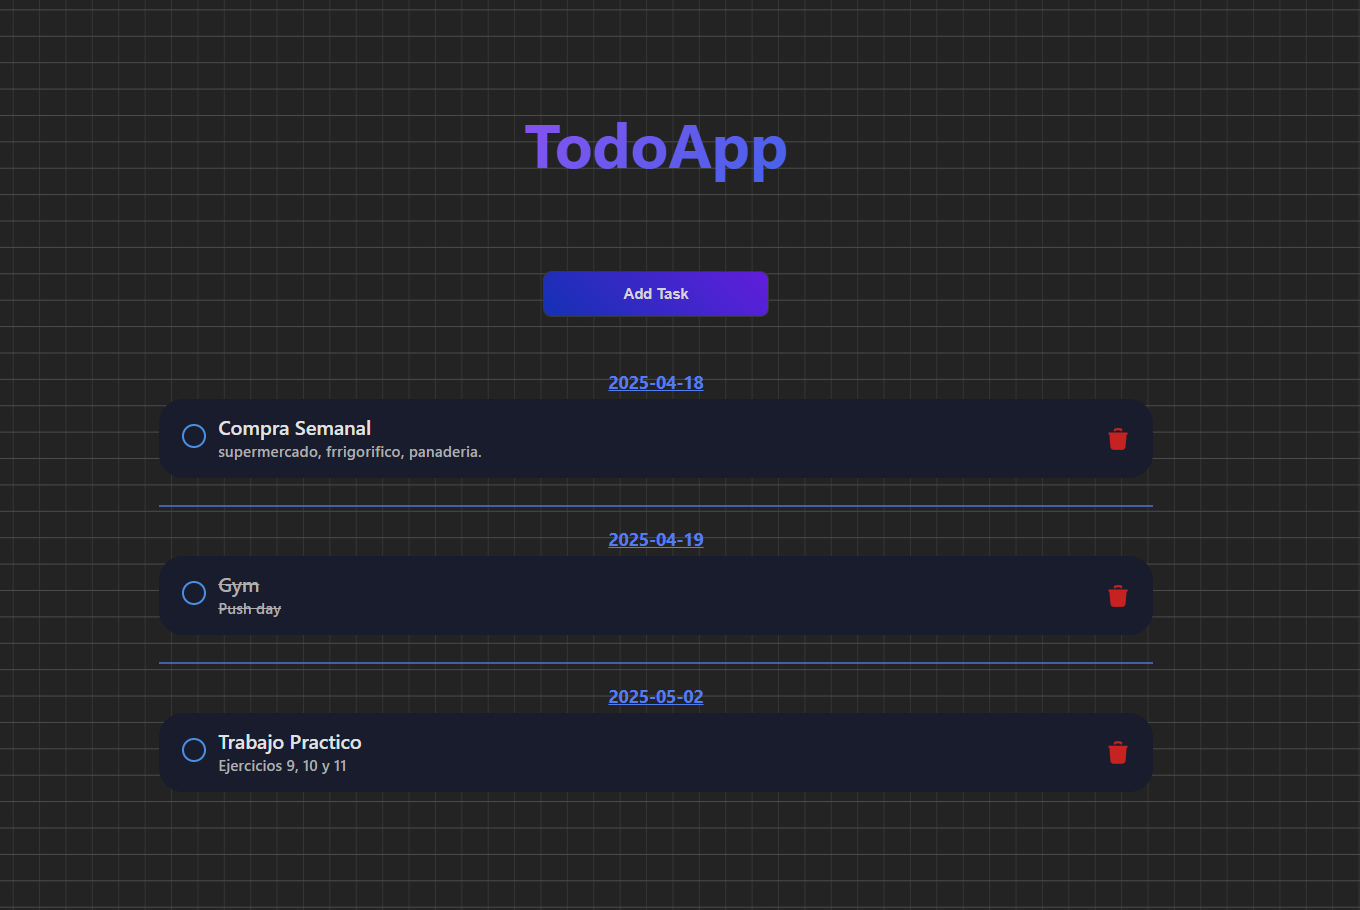 TodoApp
Add Task
2025-04-18
Compra Semanal
supermercado, frrigorifico, panaderia.
2025-04-19
Gym
Push day
2025-05-02
Trabajo Practico
Ejercicios 9, 10 y 11